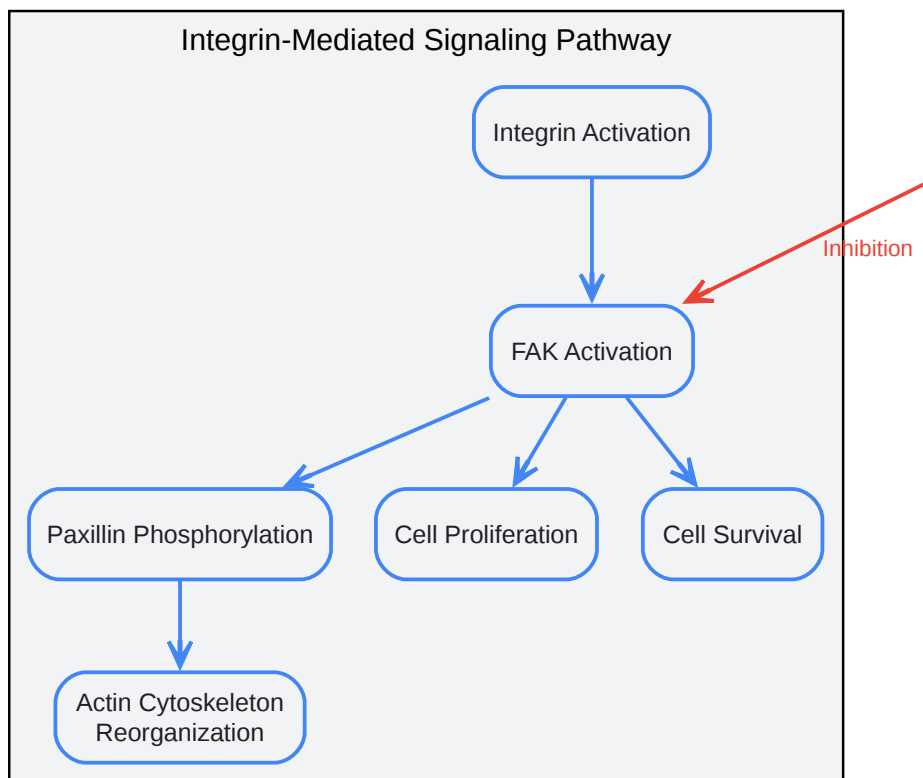 Integrin-Mediated Signaling Pathway
Integrin Activation
Inhibition
FAK Activation
Paxillin Phosphorylation
Cell Proliferation
Cell Survival
Actin Cytoskeleton
Reorganization